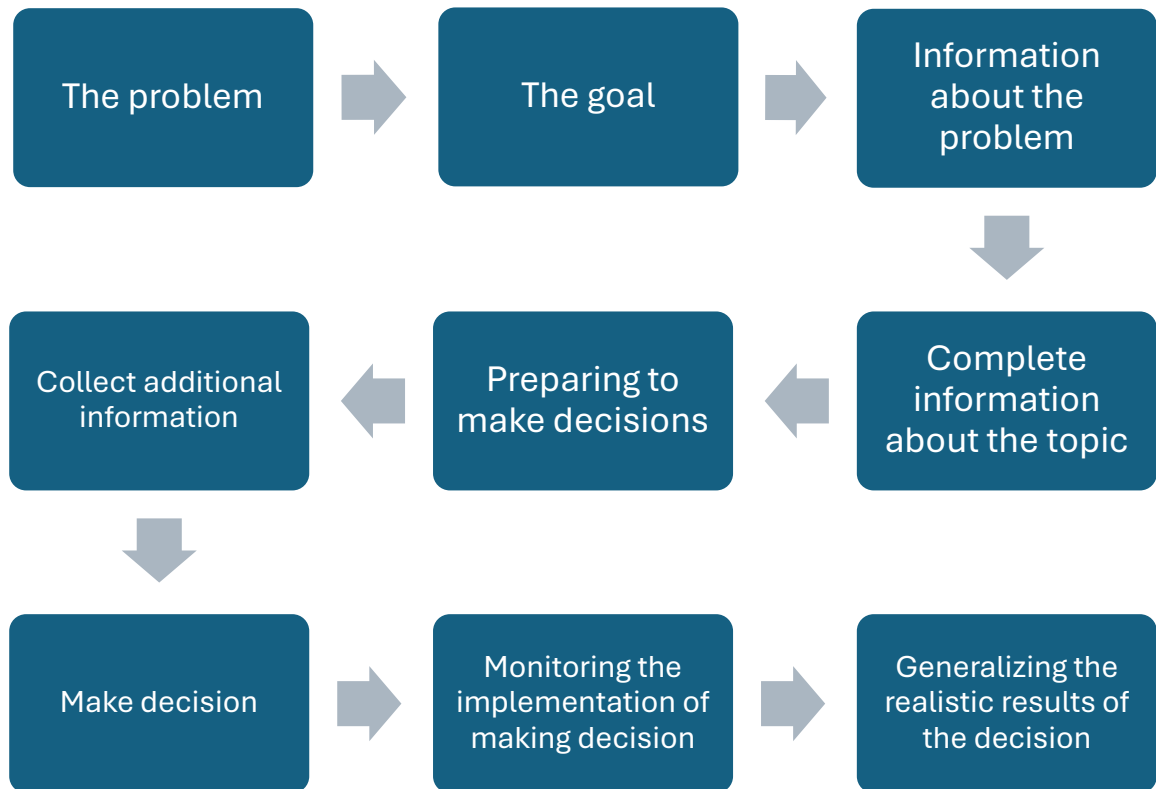 The problem
The goal
Information
about the
problem
Complete
information
about the topic
Preparing to
make decisions
Collect additional
information
Make decision
Monitoring the
implementation of
making decision
Generalizing the
realistic results of
the decision